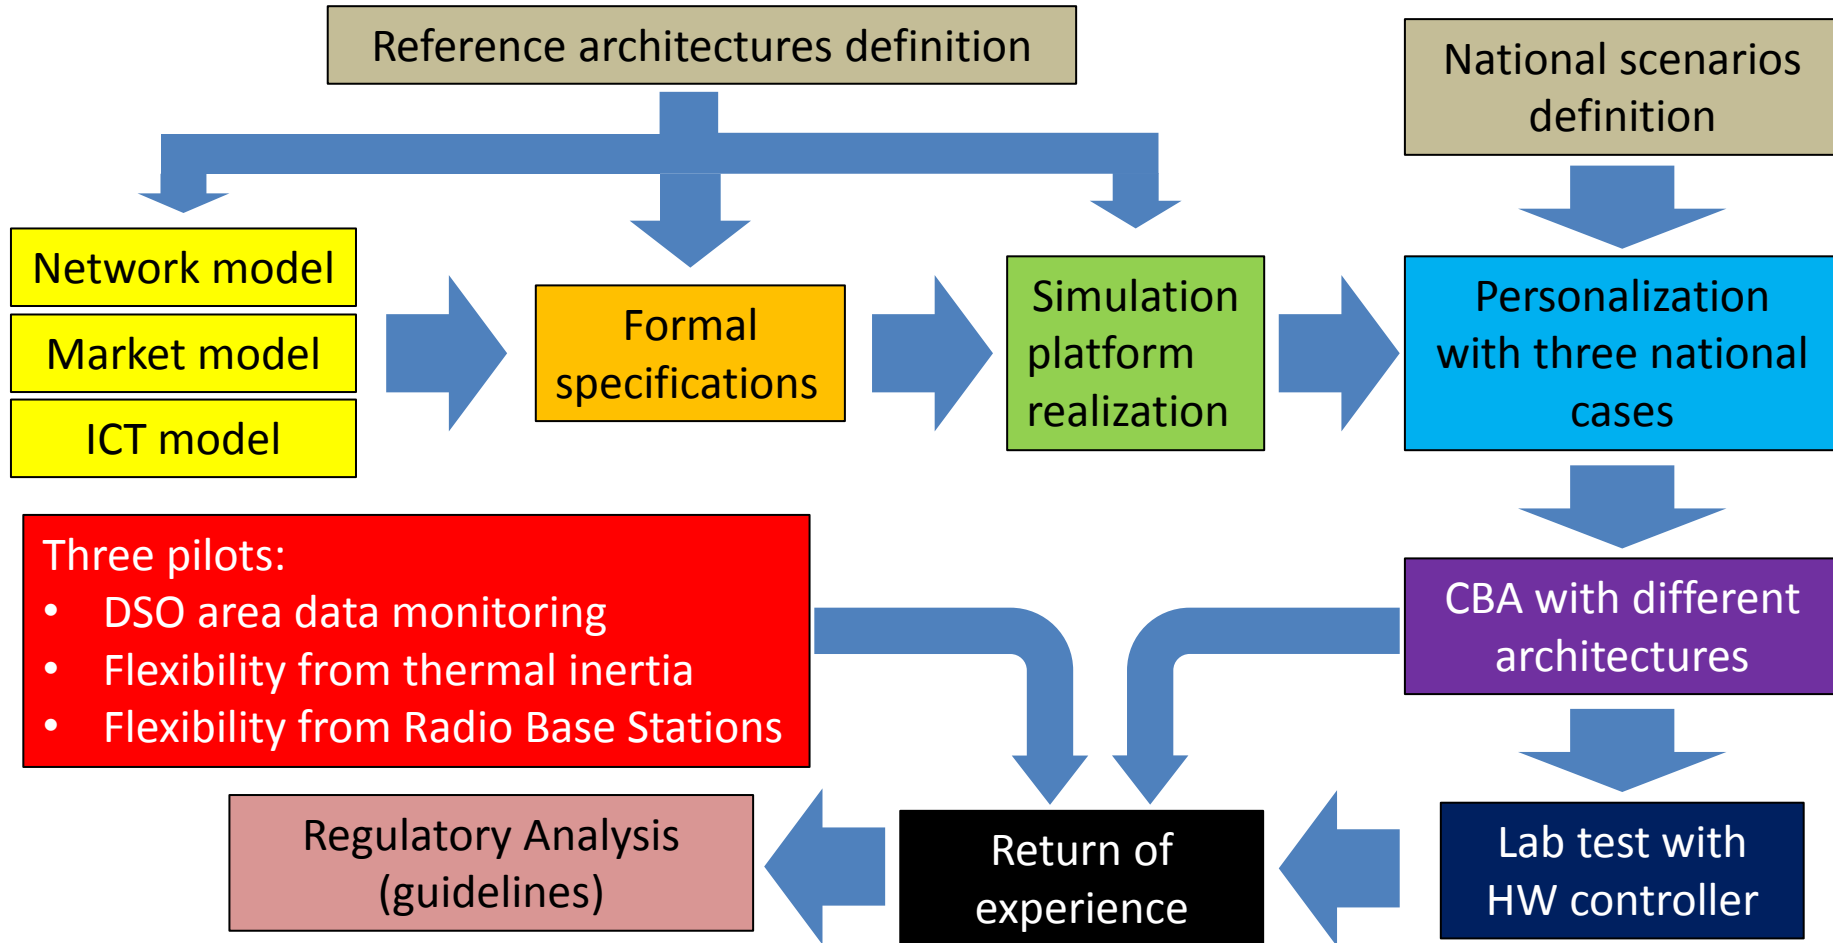 Reference architectures definition
National scenarios
definition
Network model
Market model
ICT model
Formal
specifications
Simulation
platform
realization
Personalization
with three national
cases
Three pilots:
• DSO area data monitoring
• Flexibility from thermal inertia
• Flexibility from Radio Base Stations
CBA with different
architectures
Regulatory Analysis
(guidelines)
Return of
experience
Lab test with
HW controller